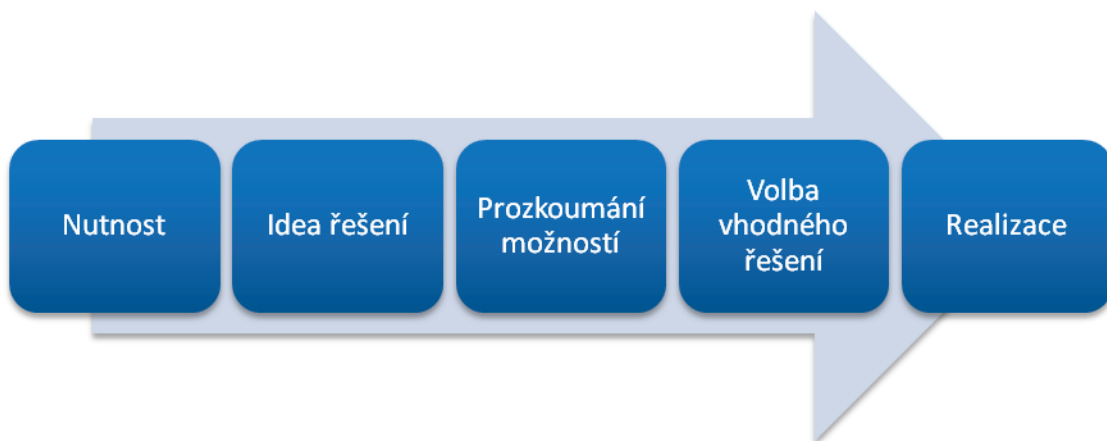 Nutnost
Idea řešení
Prozkoumání
možností
Volba
vhodného
řešení
Realizace